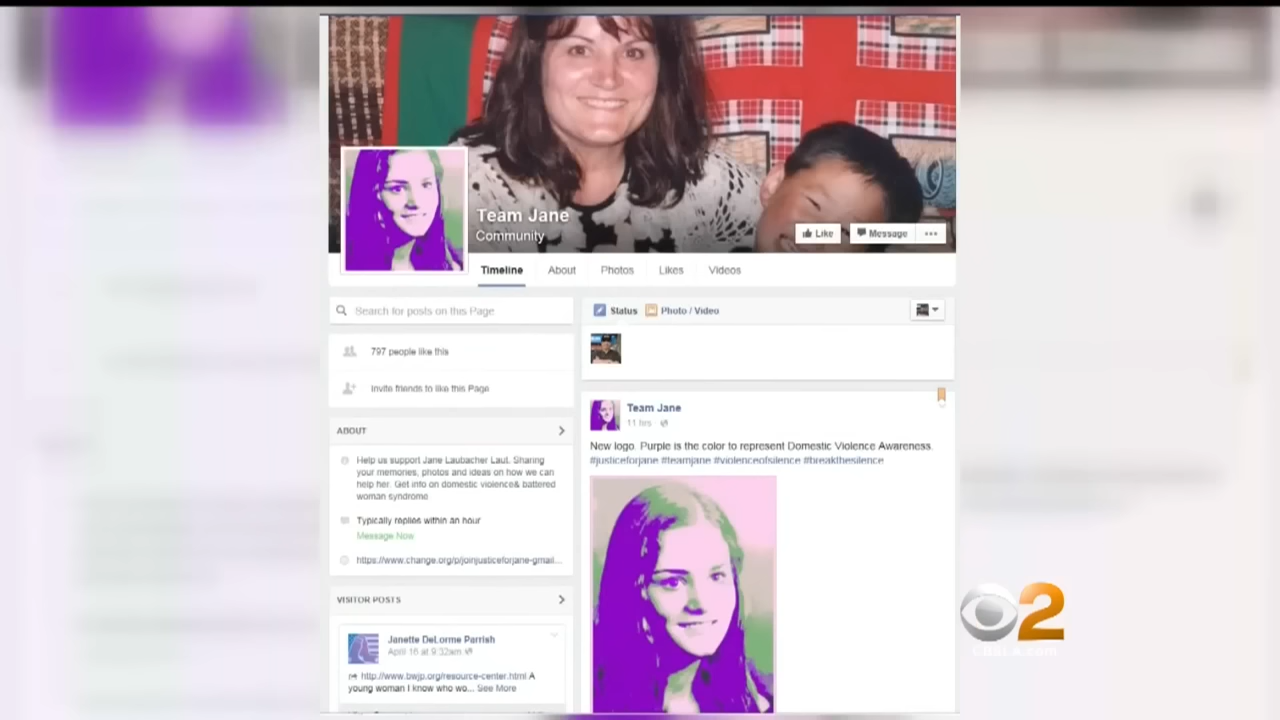 Team Jane
Community
Like
Message
Timeline
About
Photos
Likes
Videos
Search for posts on this Page
797 people like this
Invite friends to like this Page
ABOUT
Help us support Jane Laubacher Laut. Sharing
your memories, photos and ideas on how we can
help her. Get info on domestic violence& battered
woman syndrome
Typically replies within an hour
Message Now
https://www.change.org/p/joinjusticeforjane-gmail...
VISITOR POSTS
Janette DeLorme Parrish
April 16 at 9:32am
http://www.bwjp.org/resource-center.html A
young woman I know who wo... See More
Status
Photo / Video
Team Jane
11 hrs
New logo. Purple is the color to represent Domestic Violence Awareness.
#justiceforjane #teamjane #violenceofsilence #breakthesilence
2
CBSLA.com